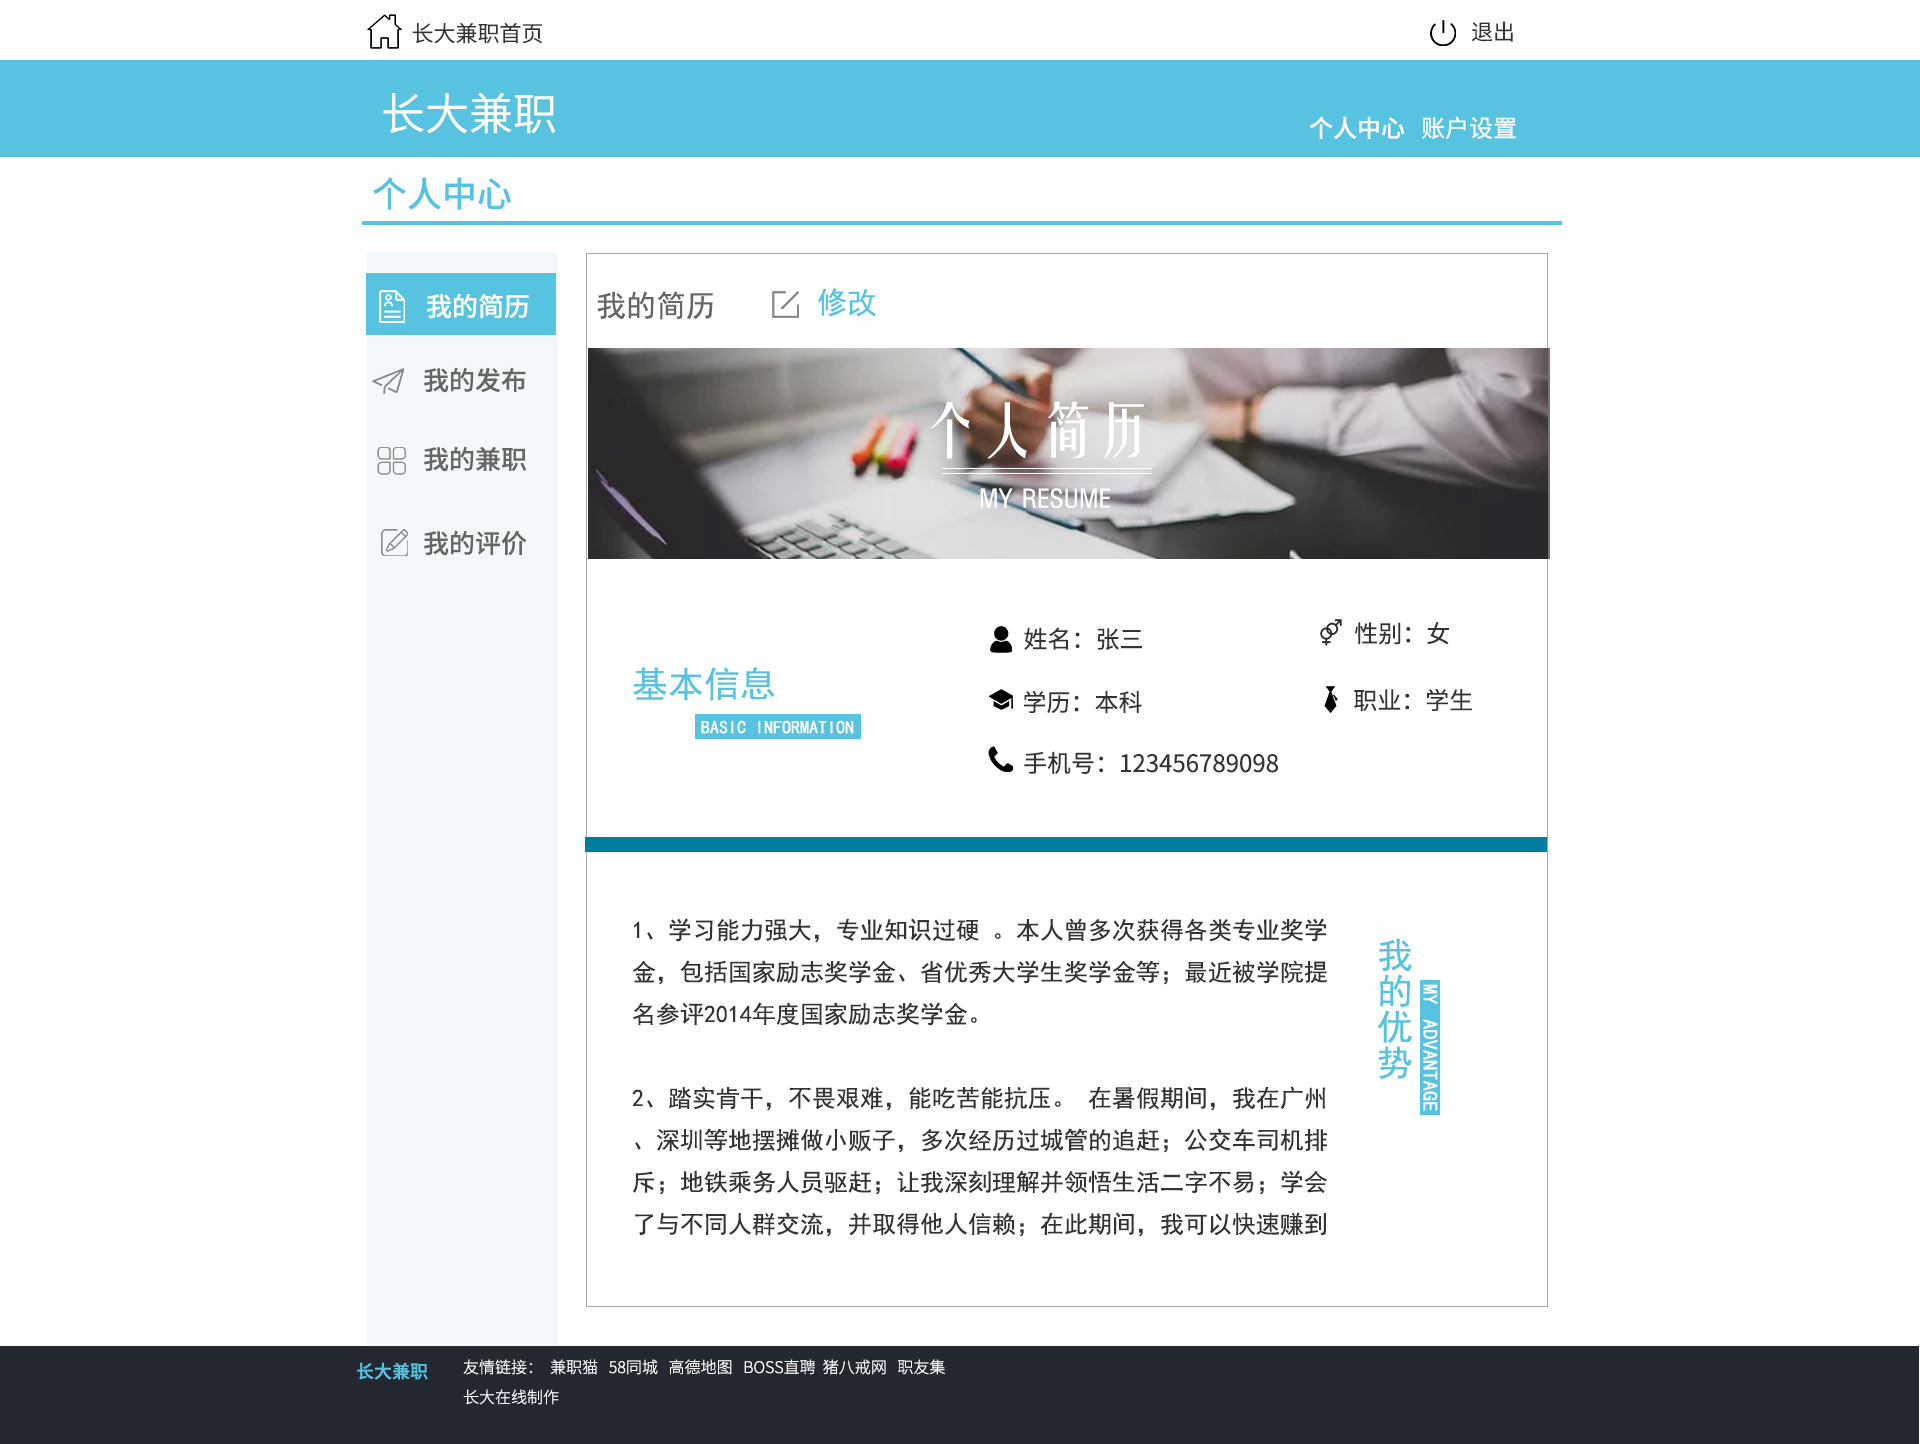 长大兼职首页
退出
长大兼职
个人中心 账户设置
个人中心
我的简历
我的发布
我的兼职
我的评价
我的简历 修改
个人简历
MY RESUME
姓名：张三
性别：女
基本信息
BASIC INFORMATION
学历：本科
职业：学生
手机号：123456789098
1、学习能力强大，专业知识过硬 。本人曾多次获得各类专业奖学
金，包括国家励志奖学金、省优秀大学生奖学金等；最近被学院提
名参评2014年度国家励志奖学金。
2、踏实肯干，不畏艰难，能吃苦能抗压。 在暑假期间，我在广州
、深圳等地摆摊做小贩子，多次经历过城管的追赶；公交车司机排
斥；地铁乘务人员驱赶；让我深刻理解并领悟生活二字不易；学会
了与不同人群交流，并取得他人信赖；在此期间，我可以快速赚到
我的优势
MY ADVANTAGE
长大兼职
友情链接： 兼职猫 58同城 高德地图 BOSS直聘 猪八戒网 职友集
长大在线制作